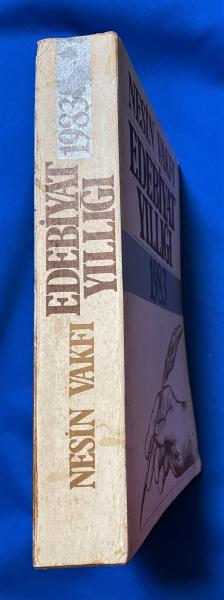 NESİN VAKFI
EDEBİYAT
YILLIĞI
1983
NESİN VAKFI
EDEBİYAT
YILLIĞI
1983